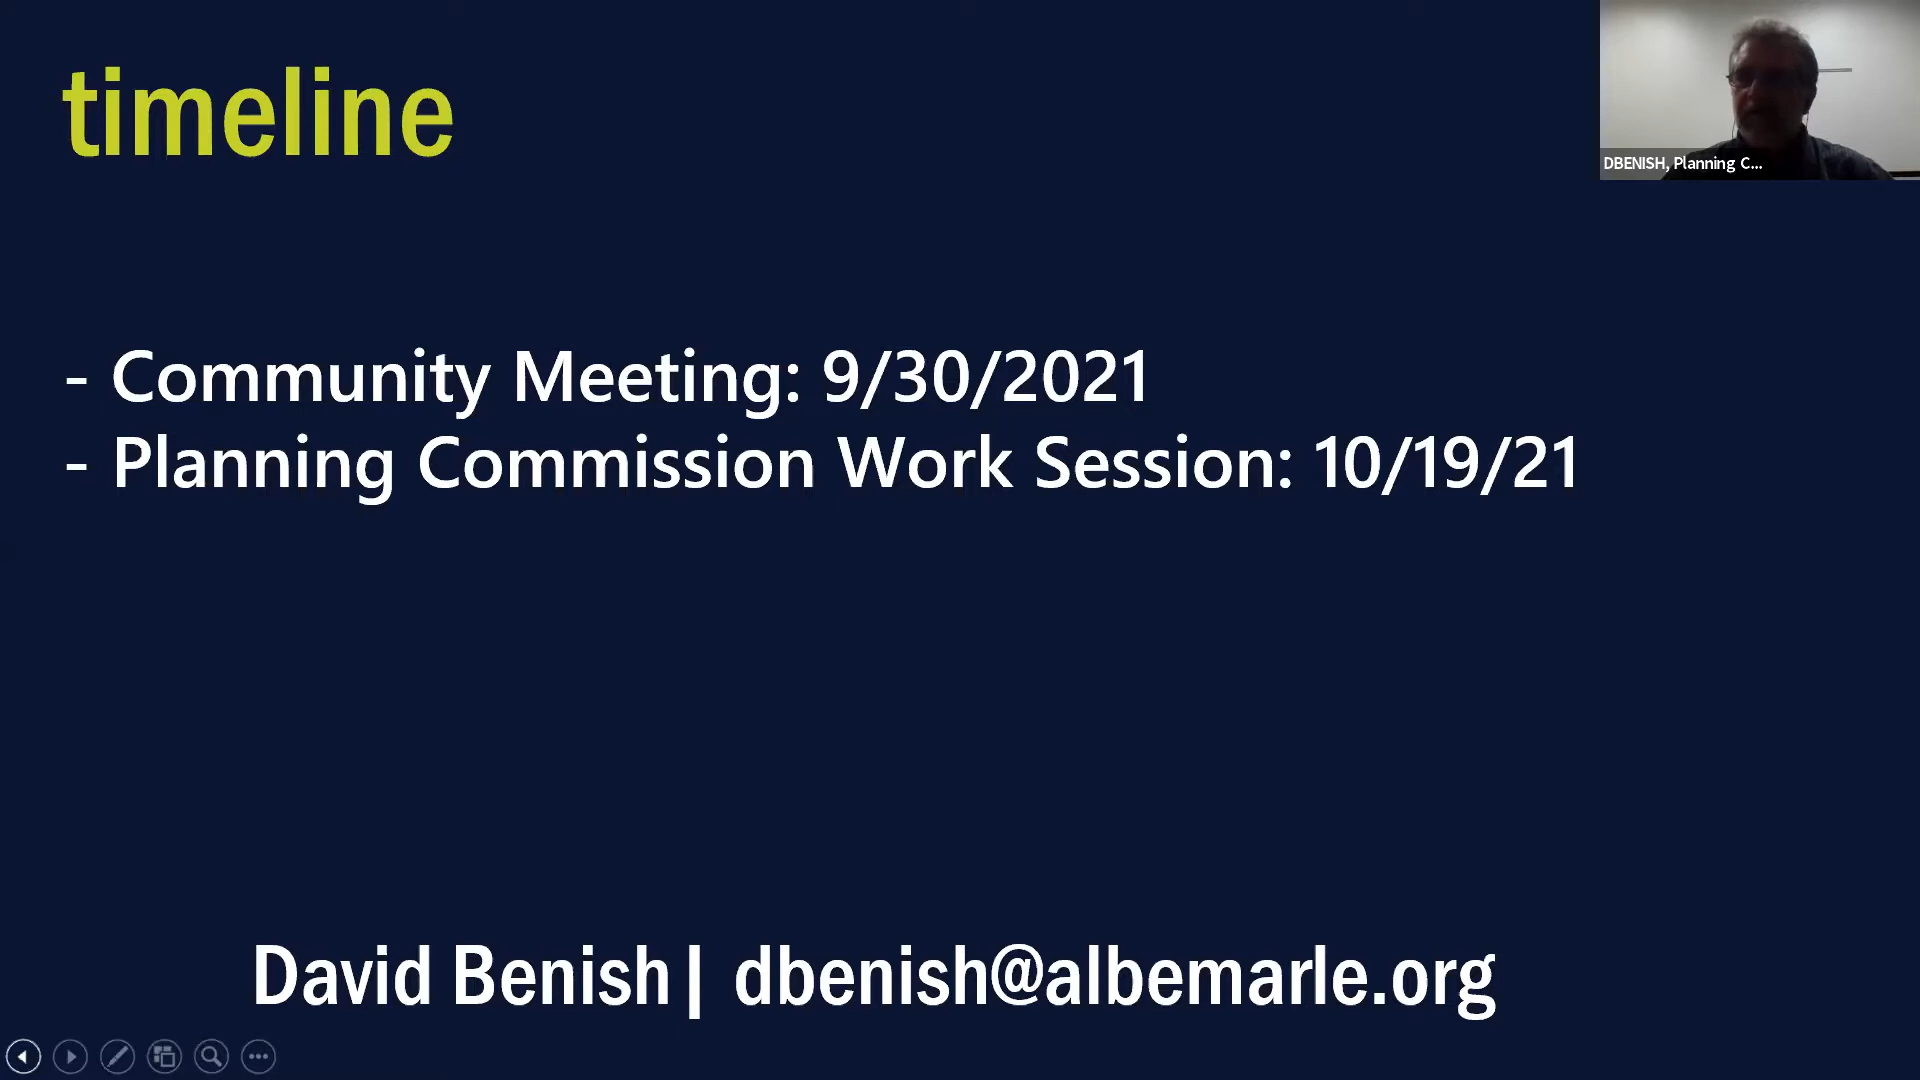 timeline
DBENISH, Planning C...
- Community Meeting: 9/30/2021
- Planning Commission Work Session: 10/19/21
David Benish| dbenish@albemarle.org